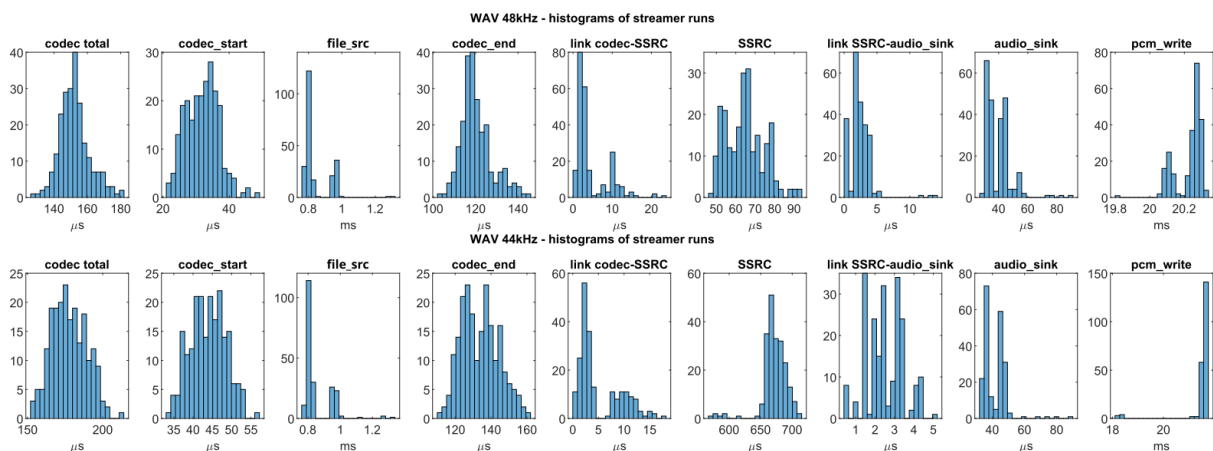 WAV 48kHz - histograms of streamer runs
codec total codec_start file_src codec_end link codec-SSRC SSRC link SSRC-audio_sink audio_sink pcm_write
40 30 40 80 80
30 20 100 30 60 30 60 60 60
20 20 40 20 40 40 40
10 10 50 10 20 10 20 20 20
0 0 0 0 0 0 0 0 0
140 160 180 20 40 0.8 1 1.2 100 120 140 0 10 20 50 60 70 80 90 0 5 10 40 60 80 19.8 20 20.2
μs μs ms μs μs μs μs μs ms
WAV 44kHz - histograms of streamer runs
codec total codec_start file_src codec_end link codec-SSRC SSRC link SSRC-audio_sink audio_sink pcm_write
25 25 25 80 80 150
20 20 100 20 60 60 30 60
15 15 15 40 40 20 40 100
10 10 50 10
5 5 5 20 20 10 20 50
0 0 0 0 0 0 0 0 0
150 200 35 40 45 50 55 0.8 1 1.2 120 140 160 0 5 10 15 600 650 700 1 2 3 4 5 40 60 80 18 20
μs μs ms μs μs μs μs μs ms